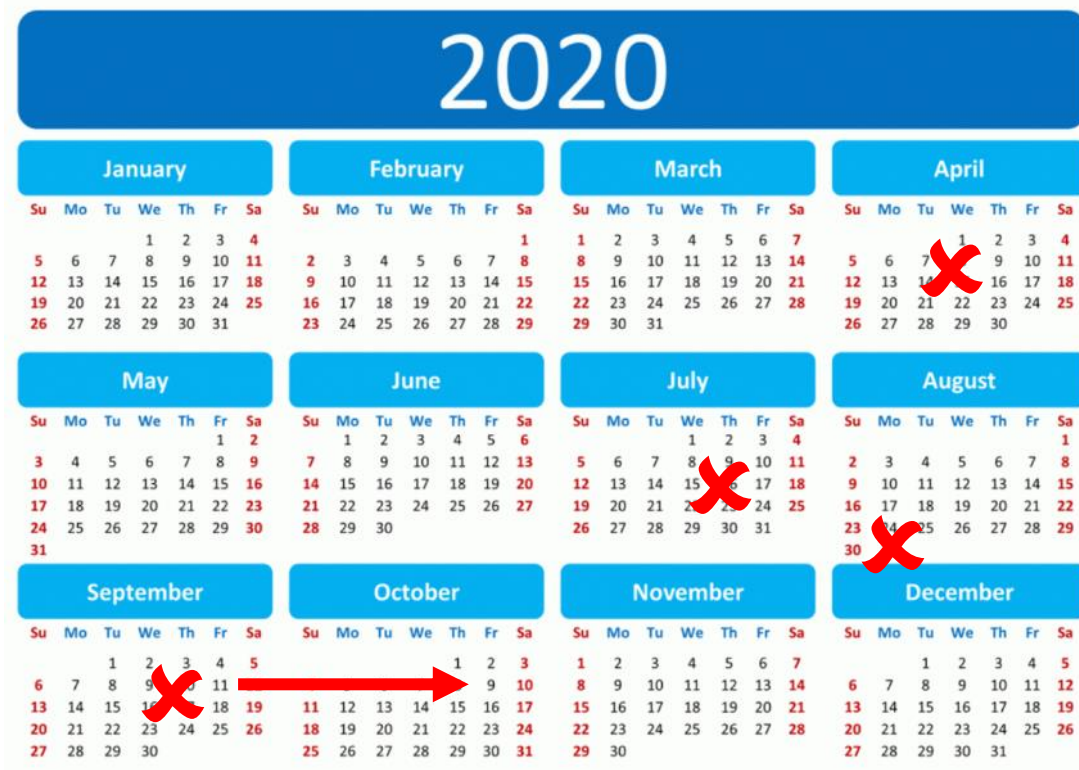 2020
January
Su Mo Tu We Th Fr Sa
1 2 3 4
5 6 7 8 9 10 11
12 13 14 15 16 17 18
19 20 21 22 23 24 25
26 27 28 29 30 31
February
Su Mo Tu We Th Fr Sa
1
2 3 4 5 6 7 8
9 10 11 12 13 14 15
16 17 18 19 20 21 22
23 24 25 26 27 28 29
March
Su Mo Tu We Th Fr Sa
1 2 3 4 5 6 7
8 9 10 11 12 13 14
15 16 17 18 19 20 21
22 23 24 25 26 27 28
29 30 31
April
Su Mo Tu We Th Fr Sa
1 2 3 4
5 6 7 9 10 11
12 13 14 16 17 18
19 20 21 22 23 24 25
26 27 28 29 30
May
Su Mo Tu We Th Fr Sa
1 2
3 4 5 6 7 8 9
10 11 12 13 14 15 16
17 18 19 20 21 22 23
24 25 26 27 28 29 30
31
June
Su Mo Tu We Th Fr Sa
1 2 3 4 5 6
7 8 9 10 11 12 13
14 15 16 17 18 19 20
21 22 23 24 25 26 27
28 29 30
July
Su Mo Tu We Th Fr Sa
1 2 3 4
5 6 7 8 9 10 11
12 13 14 15 17 18
19 20 21 24 25
26 27 28 29 30 31
August
Su Mo Tu We Th Fr Sa
1
2 3 4 5 6 7 8
9 10 11 12 13 14 15
16 17 18 19 20 21 22
23 24 25 26 27 28 29
30
September
Su Mo Tu We Th Fr Sa
1 2 3 4 5
6 7 8 9 11
13 14 15 18 19
20 21 22 23 24 25 26
27 28 29 30
October
Su Mo Tu We Th Fr Sa
1 2 3
9 10
11 12 13 14 15 16 17
18 19 20 21 22 23 24
25 26 27 28 29 30 31
November
Su Mo Tu We Th Fr Sa
1 2 3 4 5 6 7
8 9 10 11 12 13 14
15 16 17 18 19 20 21
22 23 24 25 26 27 28
29 30
December
Su Mo Tu We Th Fr Sa
1 2 3 4 5
6 7 8 9 10 11 12
13 14 15 16 17 18 19
20 21 22 23 24 25 26
27 28 29 30 31